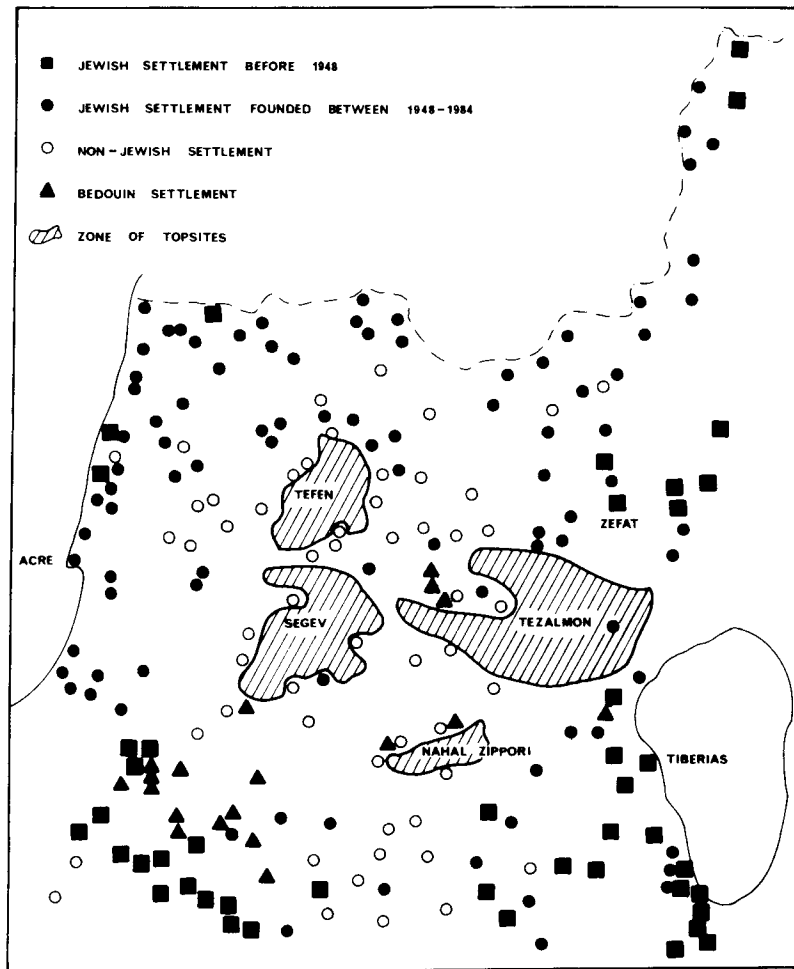 JEWISH SETTLEMENT BEFORE 1948
JEWISH SETTLEMENT FOUNDED BETWEEN 1948-1984
NON-JEWISH SETTLEMENT
BEDOUIN SETTLEMENT
ZONE OF TOPSITES
TEFEN
ZEFAT
ACRE
SEGEV
TEZALMON
NAHAL ZIPPORI
TIBERIAS